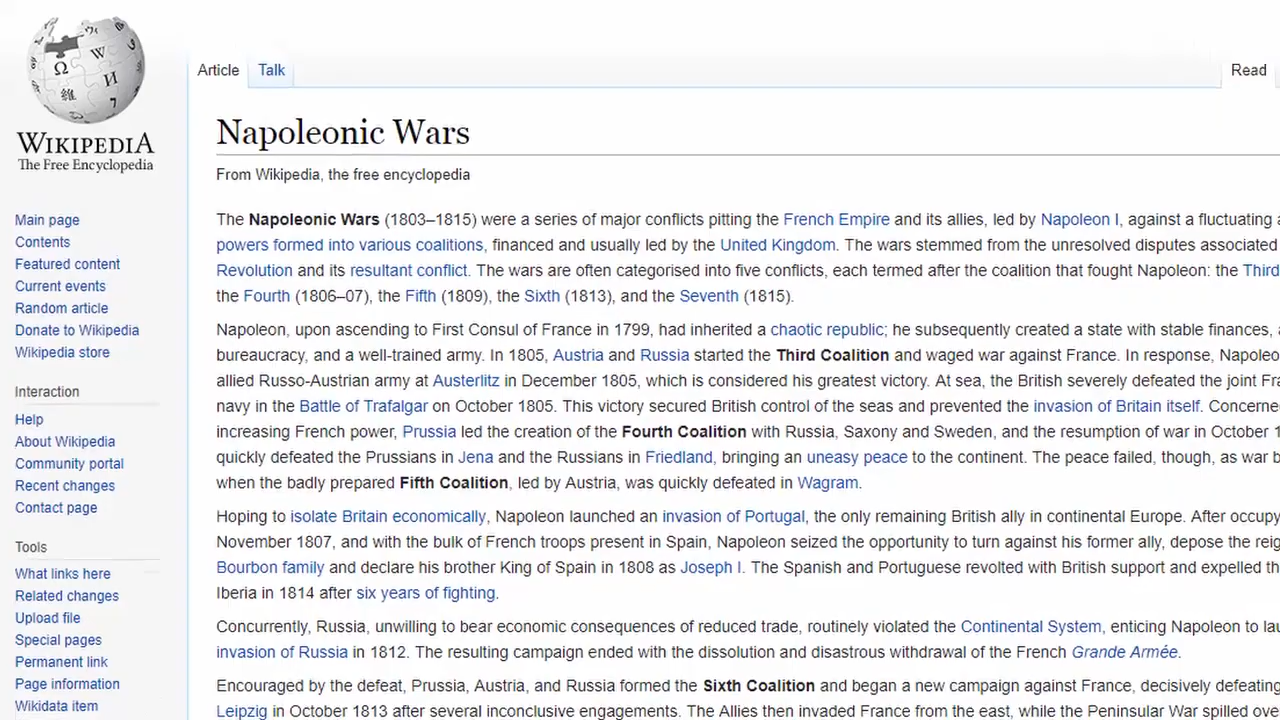 Ω W И 維 7
WIKIPEDIA
The Free Encyclopedia
Main page
Contents
Featured content
Current events
Random article
Donate to Wikipedia
Wikipedia store
Interaction
Help
About Wikipedia
Community portal
Recent changes
Contact page
Tools
What links here
Related changes
Upload file
Special pages
Permanent link
Page information
Wikidata item
Article Talk Read
Napoleonic Wars
From Wikipedia, the free encyclopedia
The Napoleonic Wars (1803–1815) were a series of major conflicts pitting the French Empire and its allies, led by Napoleon I, against a fluctuating
powers formed into various coalitions, financed and usually led by the United Kingdom. The wars stemmed from the unresolved disputes associated
Revolution and its resultant conflict. The wars are often categorised into five conflicts, each termed after the coalition that fought Napoleon: the Third
the Fourth (1806–07), the Fifth (1809), the Sixth (1813), and the Seventh (1815).
Napoleon, upon ascending to First Consul of France in 1799, had inherited a chaotic republic; he subsequently created a state with stable finances,
bureaucracy, and a well-trained army. In 1805, Austria and Russia started the Third Coalition and waged war against France. In response, Napoleo
allied Russo-Austrian army at Austerlitz in December 1805, which is considered his greatest victory. At sea, the British severely defeated the joint Fra
navy in the Battle of Trafalgar on October 1805. This victory secured British control of the seas and prevented the invasion of Britain itself. Concerne
increasing French power, Prussia led the creation of the Fourth Coalition with Russia, Saxony and Sweden, and the resumption of war in October 1
quickly defeated the Prussians in Jena and the Russians in Friedland, bringing an uneasy peace to the continent. The peace failed, though, as war b
when the badly prepared Fifth Coalition, led by Austria, was quickly defeated in Wagram.
Hoping to isolate Britain economically, Napoleon launched an invasion of Portugal, the only remaining British ally in continental Europe. After occupy
November 1807, and with the bulk of French troops present in Spain, Napoleon seized the opportunity to turn against his former ally, depose the reig
Bourbon family and declare his brother King of Spain in 1808 as Joseph I. The Spanish and Portuguese revolted with British support and expelled th
Iberia in 1814 after six years of fighting.
Concurrently, Russia, unwilling to bear economic consequences of reduced trade, routinely violated the Continental System, enticing Napoleon to lau
invasion of Russia in 1812. The resulting campaign ended with the dissolution and disastrous withdrawal of the French Grande Armée.
Encouraged by the defeat, Prussia, Austria, and Russia formed the Sixth Coalition and began a new campaign against France, decisively defeating
Leipzig in October 1813 after several inconclusive engagements. The Allies then invaded France from the east, while the Peninsular War spilled ove